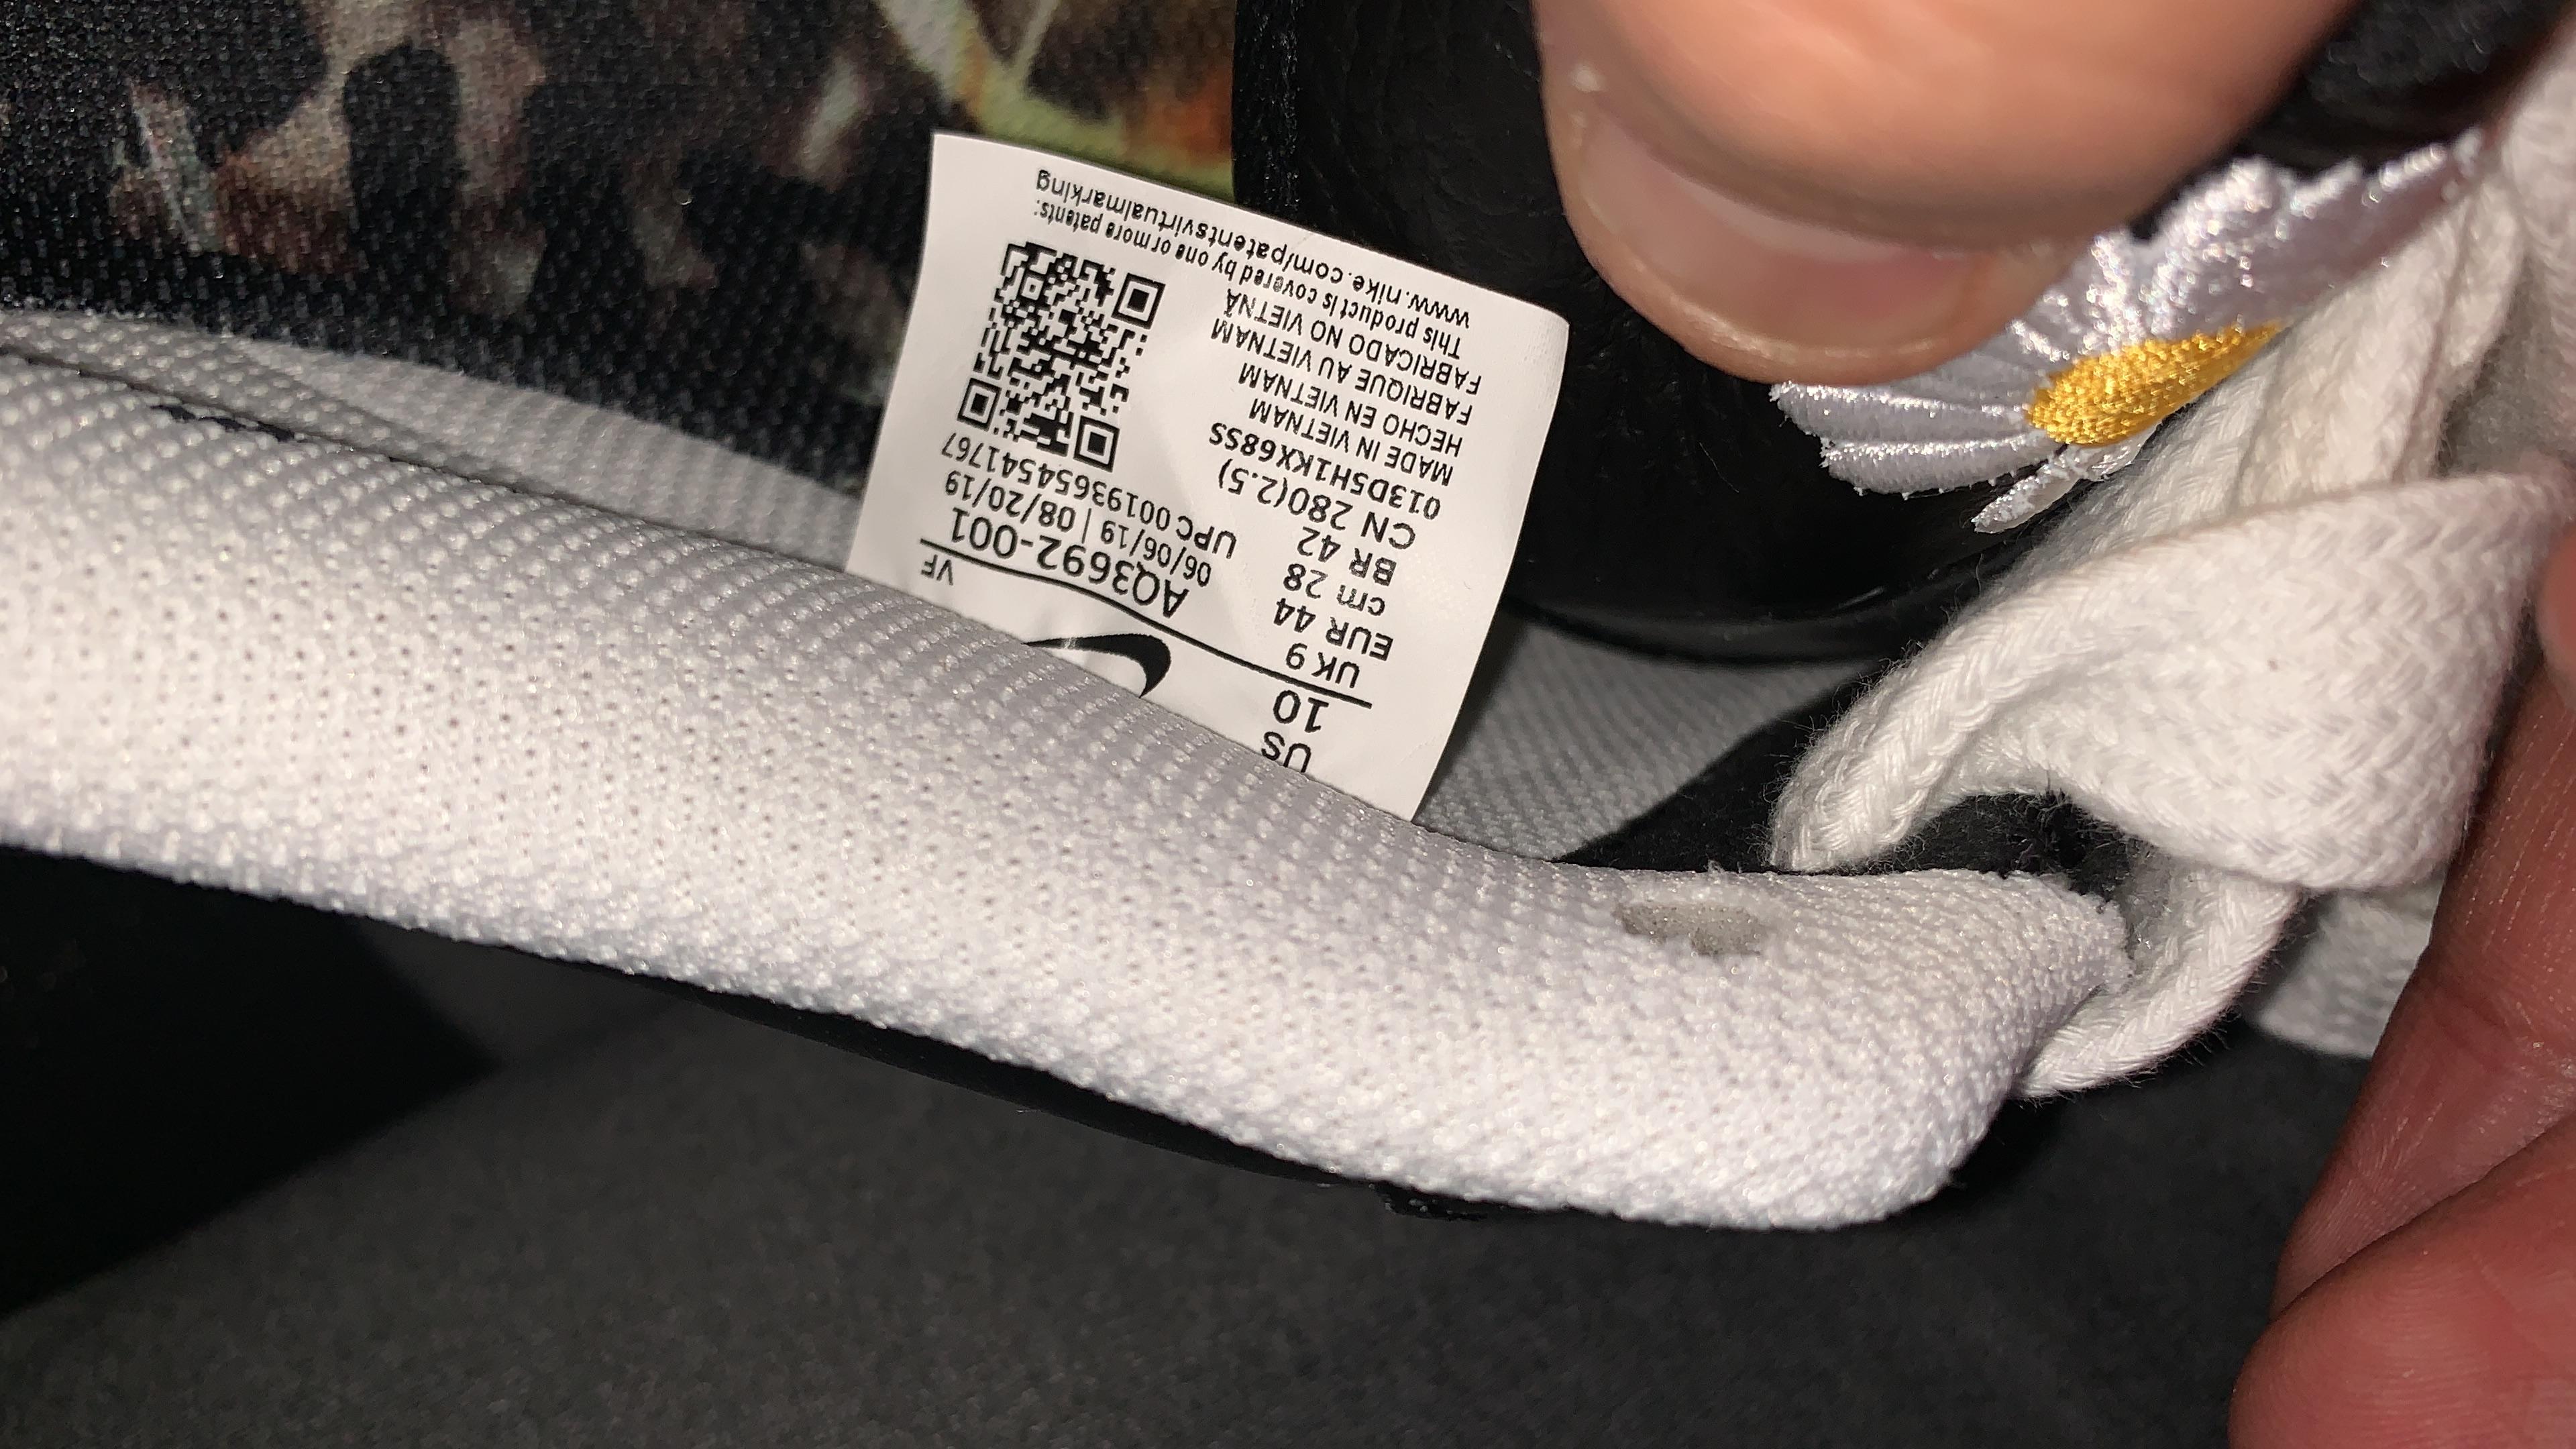 US
10
UK 9
EUR 44
cm 28
BR 42
CN 280(2.5)
013D5H1KX68SS
MADE IN VIETNAM
HECHO EN VIETNAM
FABRIQUE AU VIETNAM
FABRICADO NO VIETNÃ
VF
AQ3692-001
06/06/19 | 08/20/19
UPC 00193654541767
This product is covered by one or more patents:
www.nike.com/patentsvirtualmarking